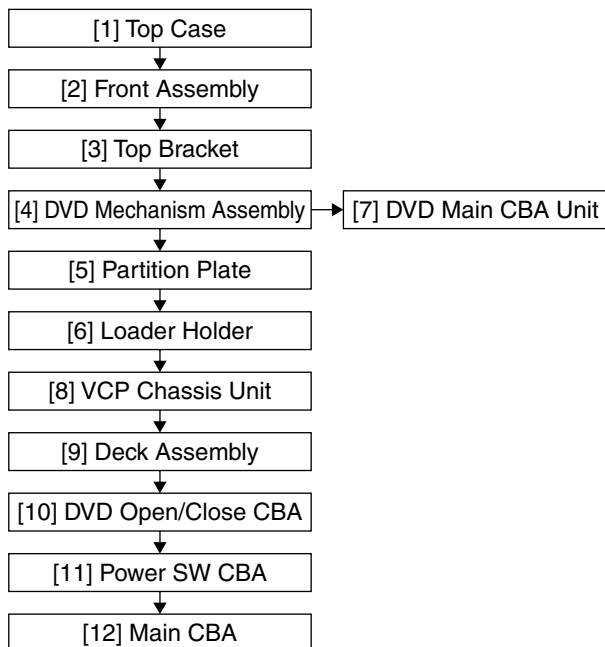 [1] Top Case
[2] Front Assembly
[3] Top Bracket
[4] DVD Mechanism Assembly
[7] DVD Main CBA Unit
[5] Partition Plate
[6] Loader Holder
[8] VCP Chassis Unit
[9] Deck Assembly
[10] DVD Open/Close CBA
[11] Power SW CBA
[12] Main CBA